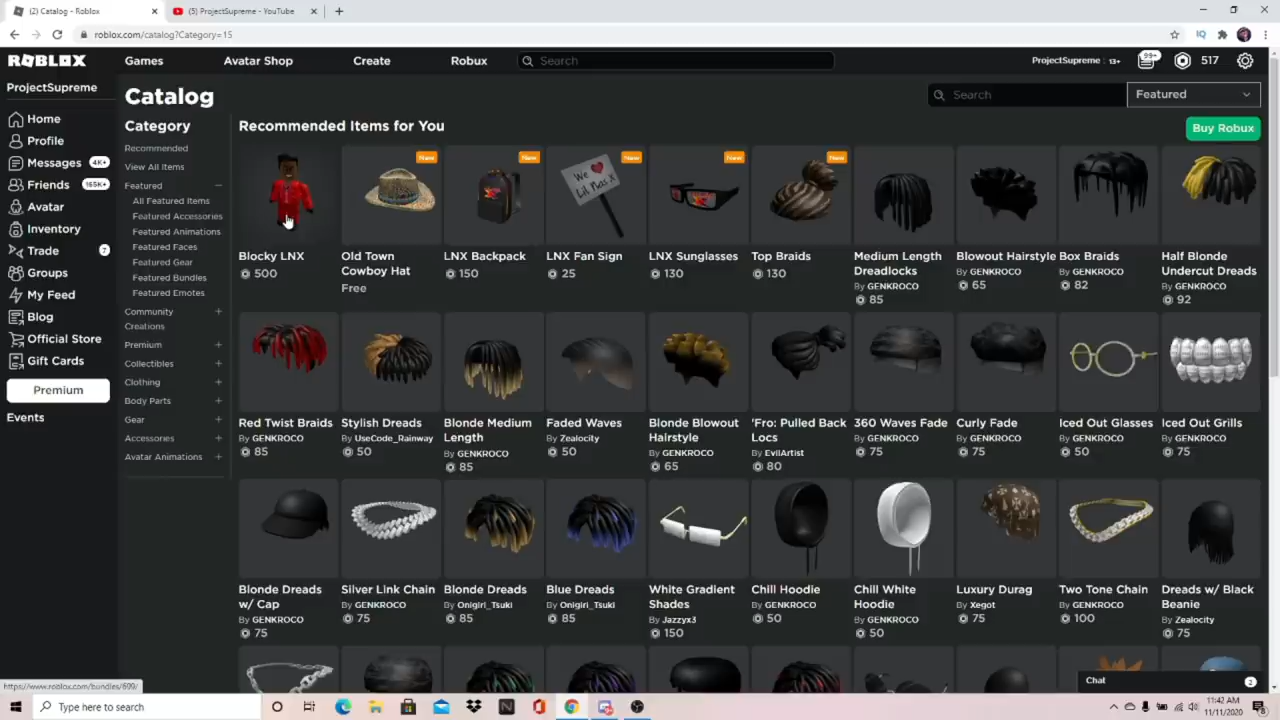 (2) Catalog - Roblox
(5) ProjectSupreme - YouTube
roblox.com/catalog?Category=15
ROBLOX
Games
Avatar Shop
Create
Robux
Search
ProjectSupreme : 13+
99+
517
ProjectSupreme
Home
Profile
Messages 4K+
Friends 165K+
Avatar
Inventory
Trade 7
Groups
My Feed
Blog
Official Store
Gift Cards
Premium
Events
Catalog
Search
Featured
Category
Recommended
View All Items
Featured −
All Featured Items
Featured Accessories
Featured Animations
Featured Faces
Featured Gear
Featured Bundles
Featured Emotes
Community +
Creations
Premium +
Collectibles +
Clothing +
Body Parts +
Gear +
Accessories +
Avatar Animations +
Recommended Items for You
Buy Robux
Blocky LNX
500
New
Old Town
Cowboy Hat
Free
New
LNX Backpack
150
New
We ❤ Lil Nas X
LNX Fan Sign
25
New
LNX Sunglasses
130
New
Top Braids
130
Medium Length
Dreadlocks
By GENKROCO
85
Blowout Hairstyle
By GENKROCO
65
Box Braids
By GENKROCO
82
Half Blonde
Undercut Dreads
By GENKROCO
92
Red Twist Braids
By GENKROCO
85
Stylish Dreads
By UseCode_Rainway
50
Blonde Medium
Length
By GENKROCO
85
Faded Waves
By Zealocity
50
Blonde Blowout
Hairstyle
By GENKROCO
65
'Fro: Pulled Back
Locs
By EvilArtist
80
360 Waves Fade
By GENKROCO
75
Curly Fade
By GENKROCO
75
Iced Out Glasses
By GENKROCO
50
Iced Out Grills
By GENKROCO
75
Blonde Dreads
w/ Cap
By GENKROCO
75
Silver Link Chain
By GENKROCO
75
Blonde Dreads
By Onigiri_Tsuki
85
Blue Dreads
By Onigiri_Tsuki
85
White Gradient
Shades
By Jazzyx3
150
Chill Hoodie
By GENKROCO
50
Chill White
Hoodie
By GENKROCO
50
Luxury Durag
By Xegot
75
Two Tone Chain
By GENKROCO
100
Dreads w/ Black
Beanie
By Zealocity
75
Chat 2
https://www.roblox.com/bundles/699/
Type here to search
11:42 AM
11/11/2020
8